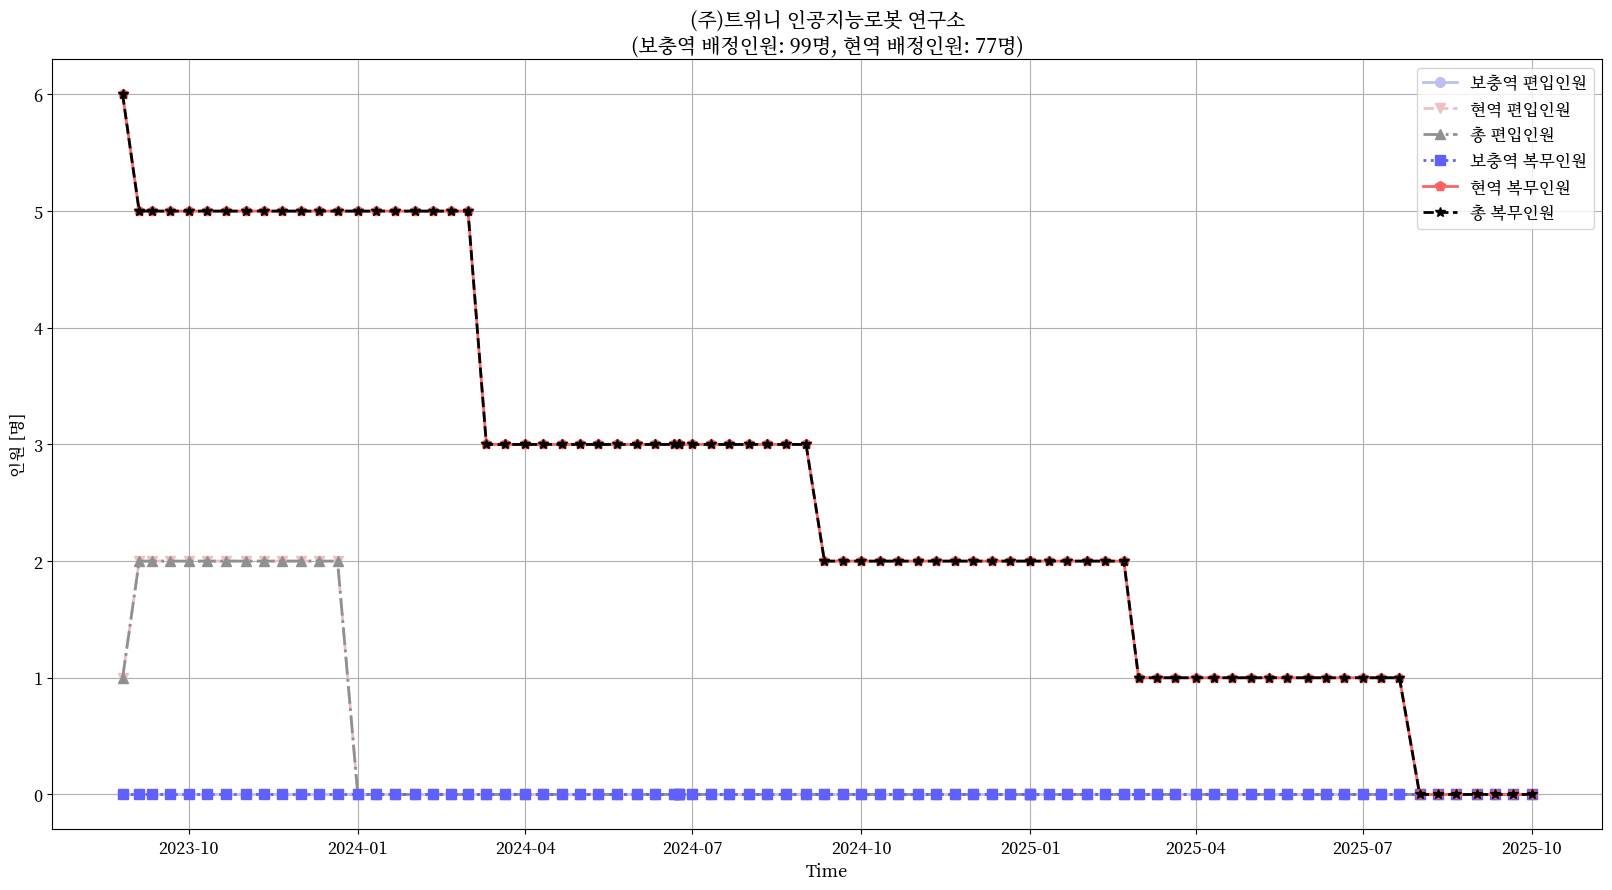 (주)트위니 인공지능로봇 연구소
(보충역 배정인원: 99명, 현역 배정인원: 77명)
보충역 편입인원
현역 편입인원
총 편입인원
보충역 복무인원
현역 복무인원
총 복무인원
인원 [명]
6
5
4
3
2
1
0
2023-10
2024-01
2024-04
2024-07
2024-10
2025-01
2025-04
2025-07
2025-10
Time